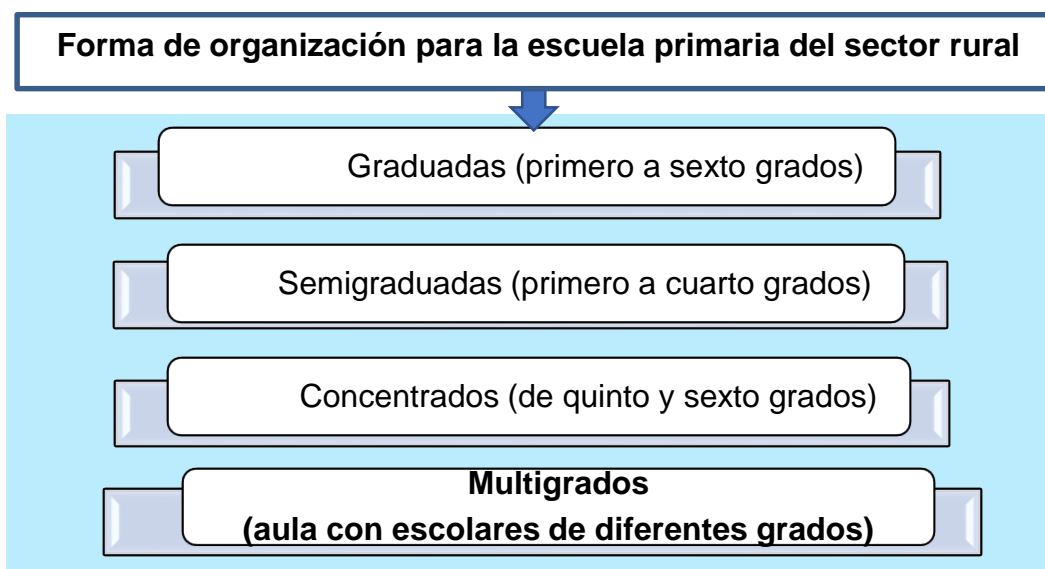 Forma de organización para la escuela primaria del sector rural
Graduadas (primero a sexto grados)
Semigraduadas (primero a cuarto grados)
Concentrados (de quinto y sexto grados)
Multigrados
(aula con escolares de diferentes grados)